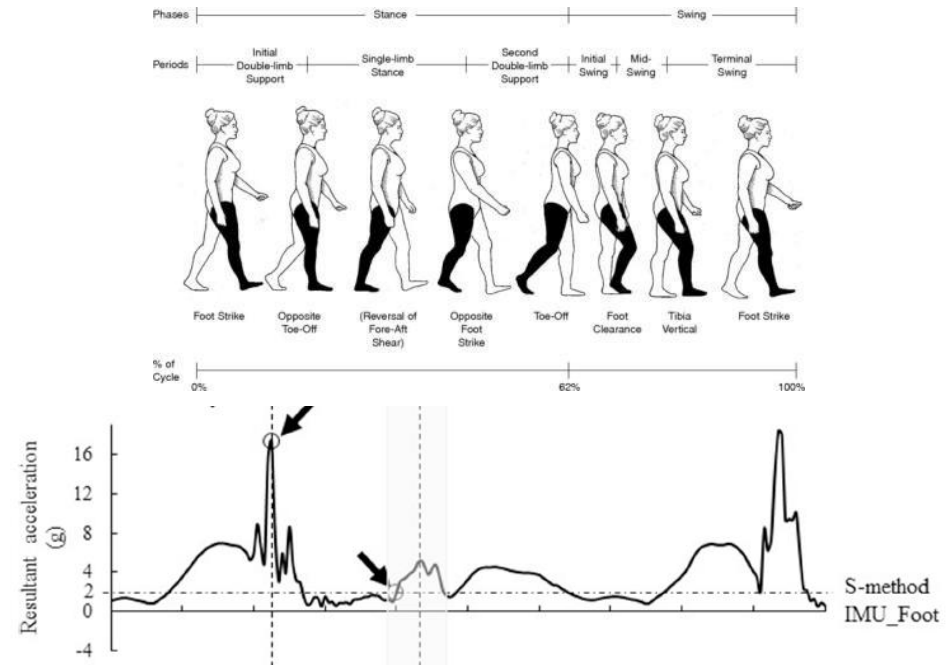 Phases Stance Swing
Periods Initial Double-limb Support Single-limb Stance Second Double-limb Support Initial Swing Mid-Swing Terminal Swing
Foot Strike Opposite Toe-Off (Reversal of Fore-Aft Shear) Opposite Foot Strike Toe-Off Foot Clearance Tibia Vertical Foot Strike
% of Cycle
0% 62% 100%
Resultant acceleration (g)
16
12
8
4
2
0
-4
S-method
IMU_Foot